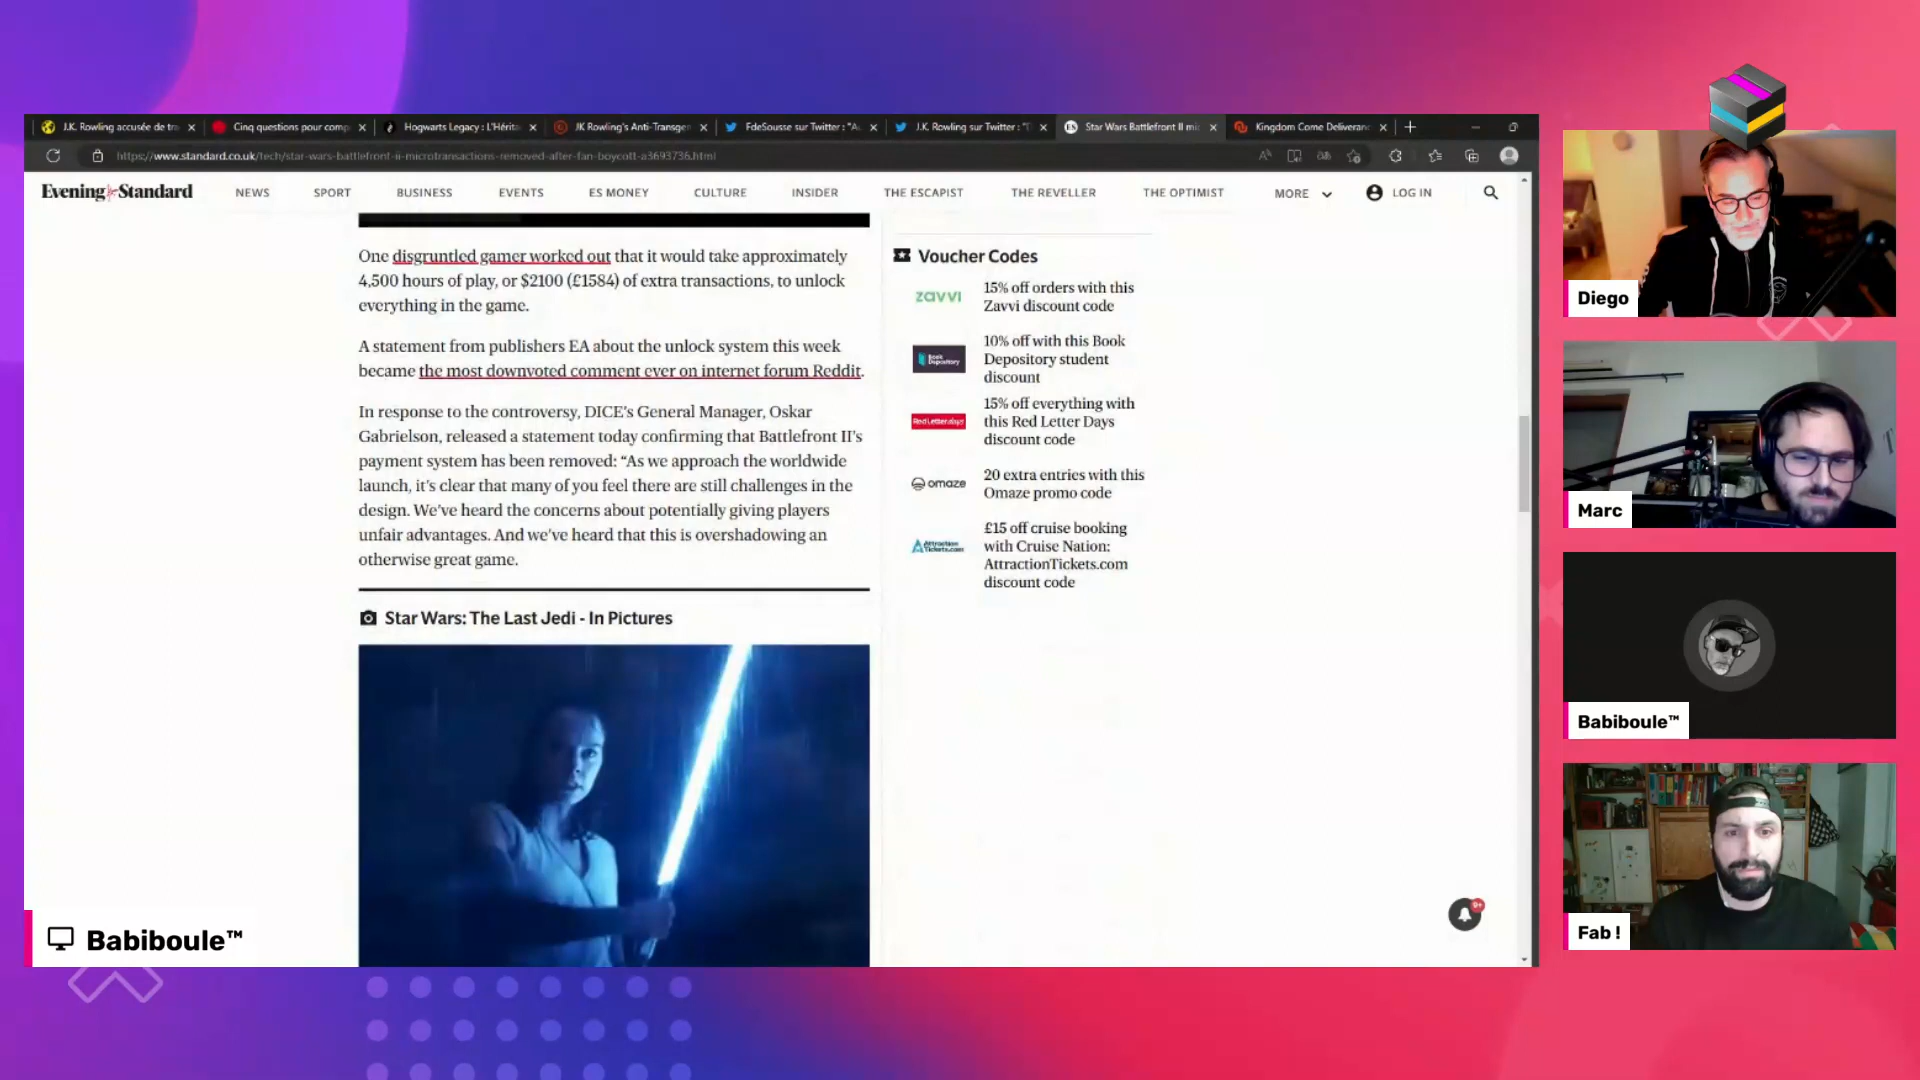 J.K. Rowling accusée de tra
Cinq questions pour comp
Hogwarts Legacy : L'Hérita
JK Rowling's Anti-Transger
FdeSousse sur Twitter : "Au
J.K. Rowling sur Twitter : "T
Star Wars Battlefront II mic
Kingdom Come Deliveranc
https://www.standard.co.uk/tech/star-wars-battlefront-ii-microtransactions-removed-after-fan-boycott-a3693736.html
Evening Standard
NEWS
SPORT
BUSINESS
EVENTS
ES MONEY
CULTURE
INSIDER
THE ESCAPIST
THE REVELLER
THE OPTIMIST
MORE
LOG IN
One disgruntled gamer worked out that it would take approximately
4,500 hours of play, or $2100 (£1584) of extra transactions, to unlock
everything in the game.
A statement from publishers EA about the unlock system this week
became the most downvoted comment ever on internet forum Reddit.
In response to the controversy, DICE's General Manager, Oskar
Gabrielson, released a statement today confirming that Battlefront II's
payment system has been removed: “As we approach the worldwide
launch, it's clear that many of you feel there are still challenges in the
design. We've heard the concerns about potentially giving players
unfair advantages. And we've heard that this is overshadowing an
otherwise great game.
Star Wars: The Last Jedi - In Pictures
Voucher Codes
zavvi
15% off orders with this
Zavvi discount code
Book
Depository
10% off with this Book
Depository student
discount
Red Letter days
15% off everything with
this Red Letter Days
discount code
omaze
20 extra entries with this
Omaze promo code
Attraction
Tickets.com
£15 off cruise booking
with Cruise Nation:
AttractionTickets.com
discount code
9+
Babiboule™
Diego
Marc
Babiboule™
Fab !